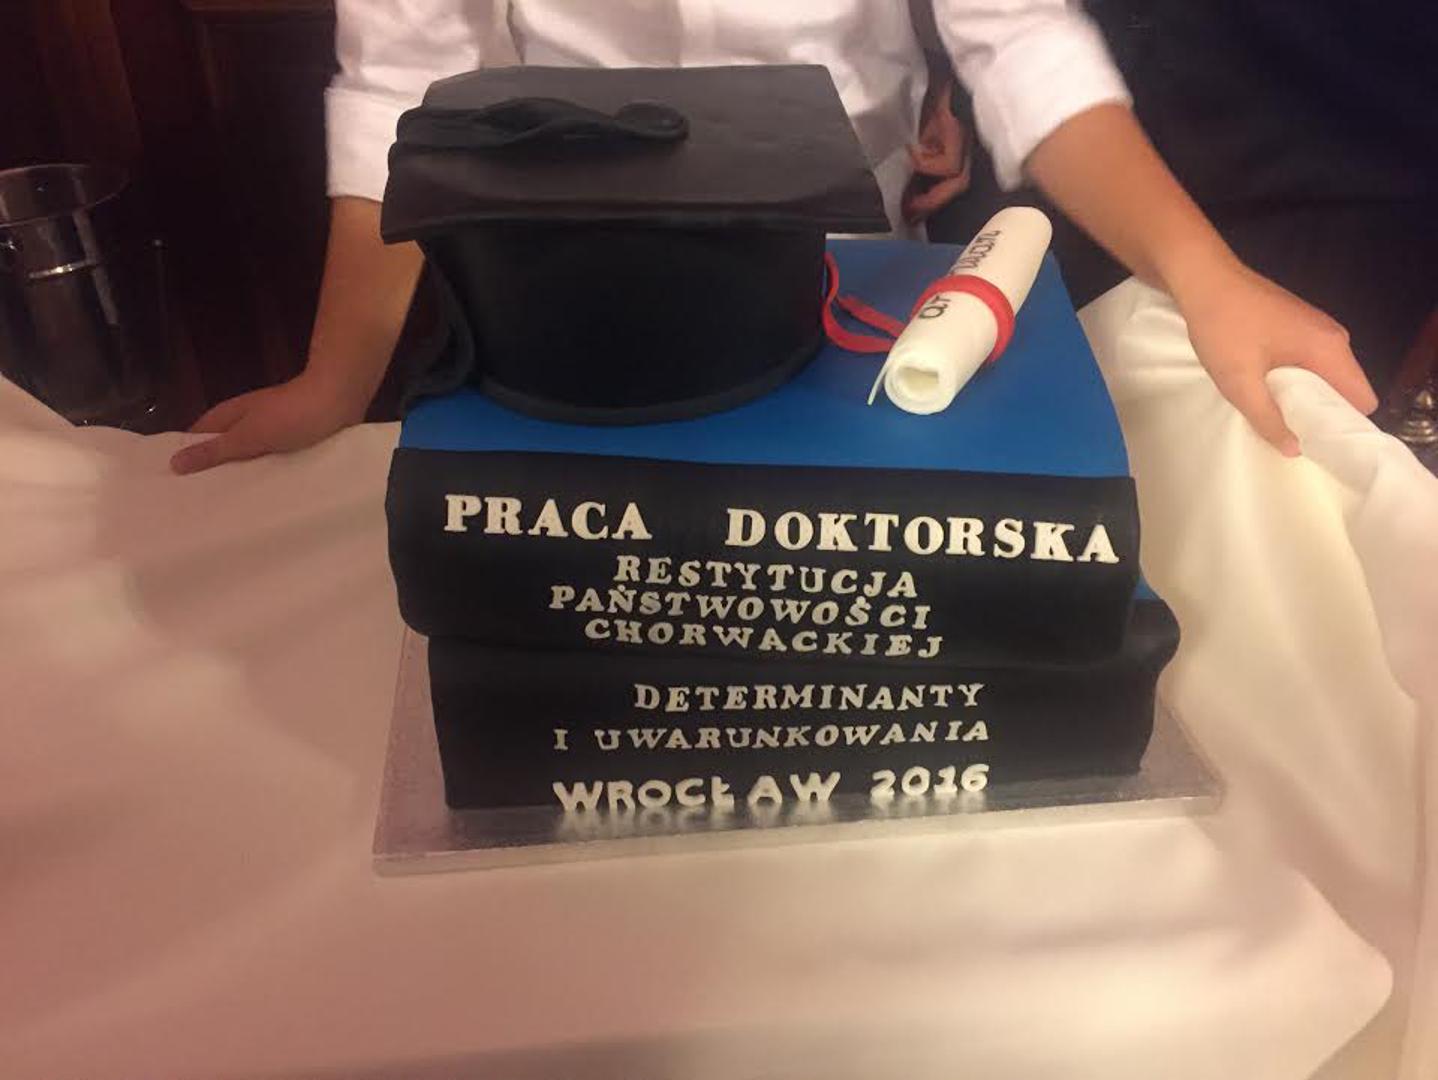 PRACA DOKTORSKA
RESTYTUCJA
PAŃSTWOWOŚCI
CHORWACKIEJ
DETERMINANTY
I UWARUNKOWANIA
WROCŁAW 2016